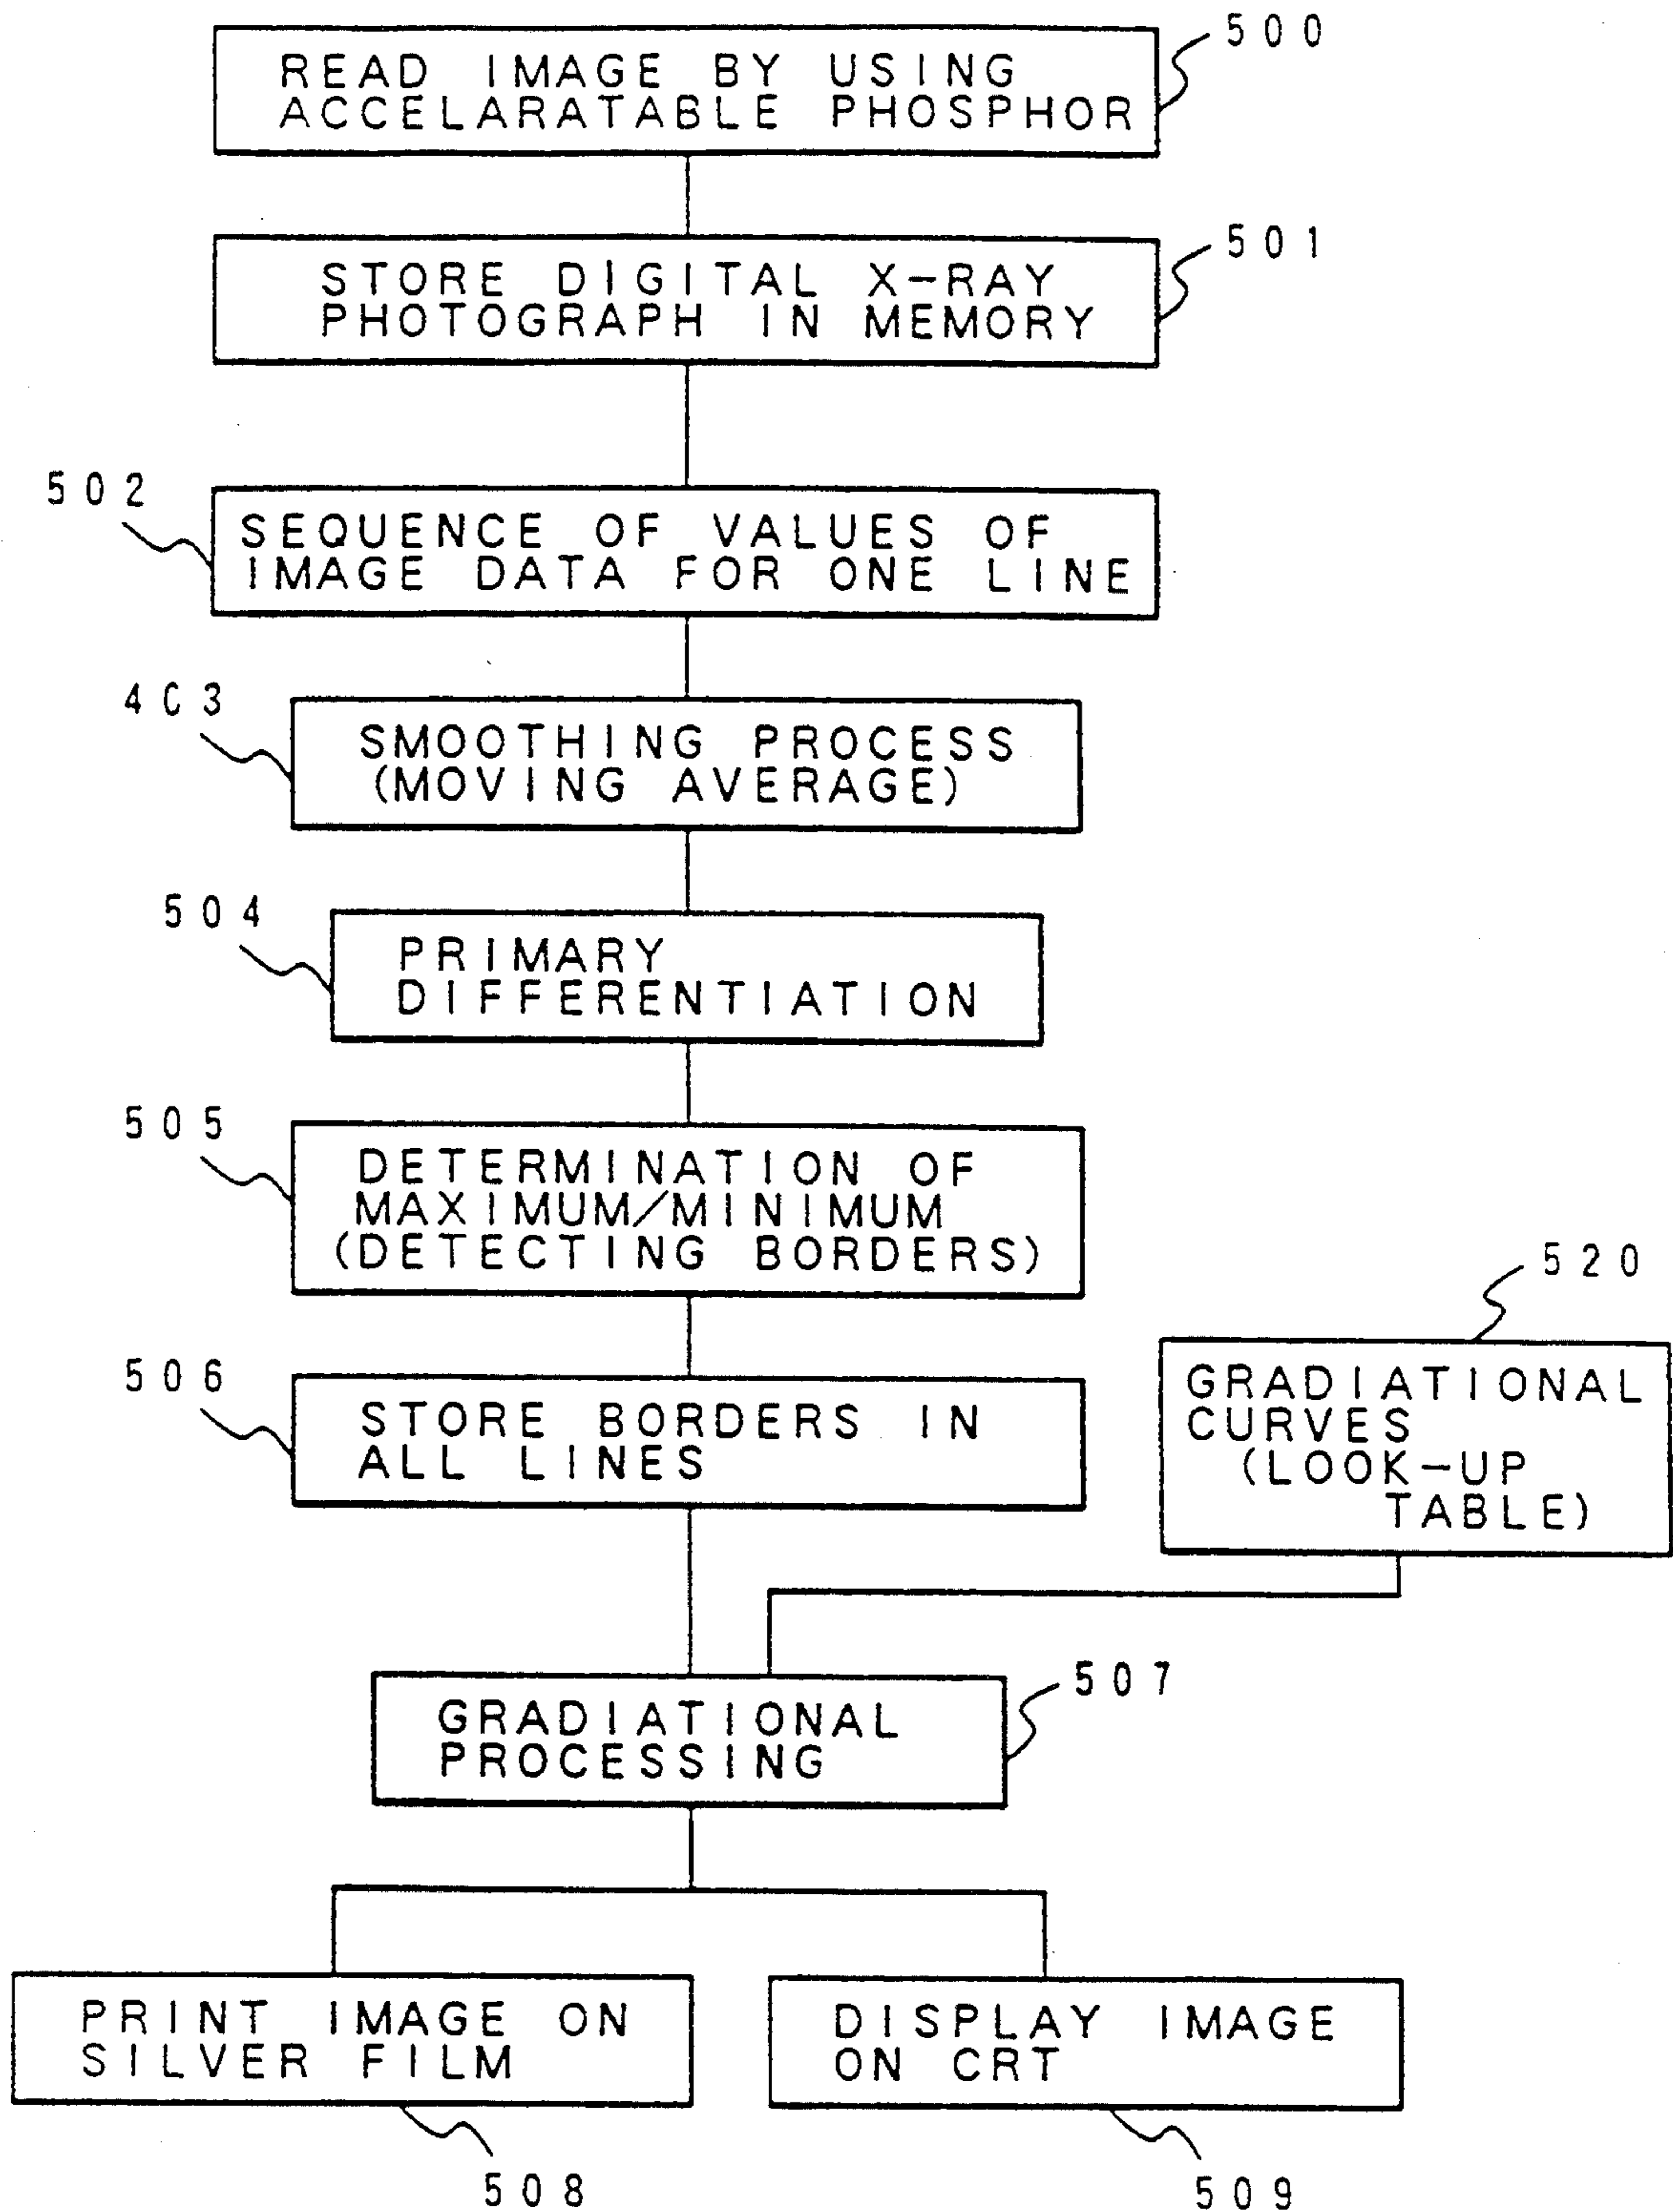 500
READ IMAGE BY USING
ACCELARATABLE PHOSPHOR
501
STORE DIGITAL X-RAY
PHOTOGRAPH IN MEMORY
502
SEQUENCE OF VALUES OF
IMAGE DATA FOR ONE LINE
403
SMOOTHING PROCESS
(MOVING AVERAGE)
504
PRIMARY
DIFFERENTIATION
505
DETERMINATION OF
MAXIMUM/MINIMUM
(DETECTING BORDERS)
520
GRADIATIONAL
CURVES
(LOOK-UP
TABLE)
506
STORE BORDERS IN
ALL LINES
507
GRADIATIONAL
PROCESSING
PRINT IMAGE ON
SILVER FILM
508
DISPLAY IMAGE
ON CRT
509